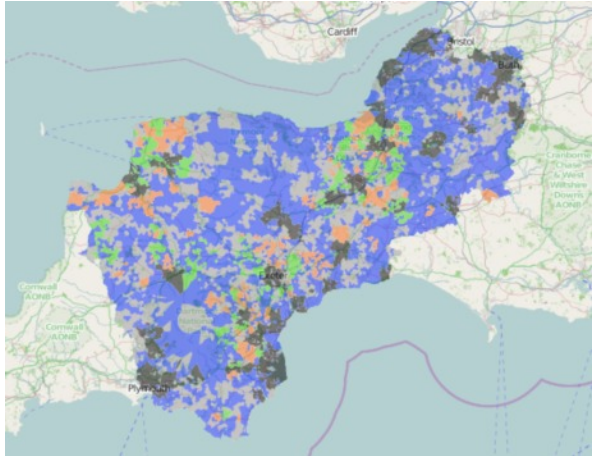 Cardiff
Bristol
Bath
Cranborne
Chase
& West
Wiltshire
Downs
AONB
Exeter
Cornwall
AONB
Cornwall
AONB
Plymouth